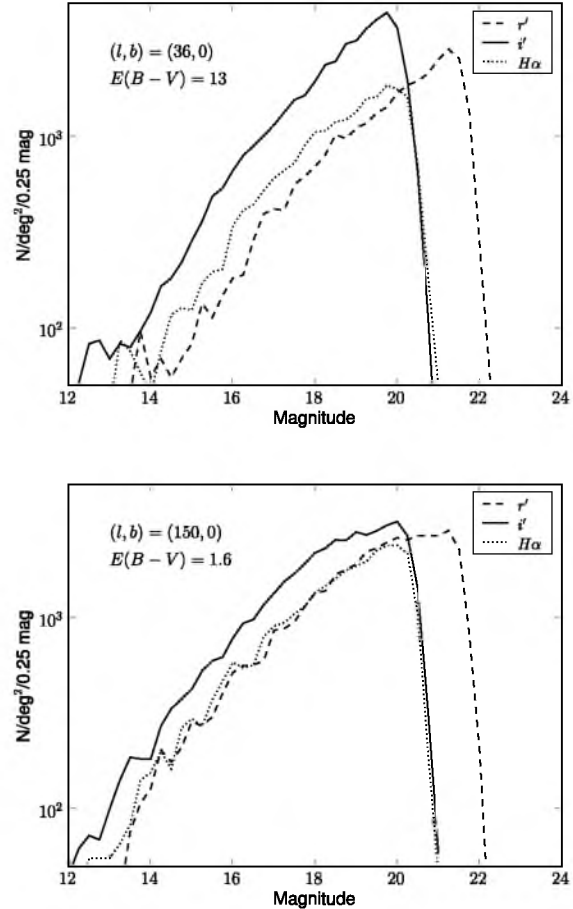 (l, b) = (36, 0)
E(B − V) = 13
r′
i′
Hα
N/deg²/0.25 mag
10³
10²
12 14 16 18 20 22 24
Magnitude
(l, b) = (150, 0)
E(B − V) = 1.6
r′
i′
Hα
N/deg²/0.25 mag
10³
10²
12 14 16 18 20 22 24
Magnitude